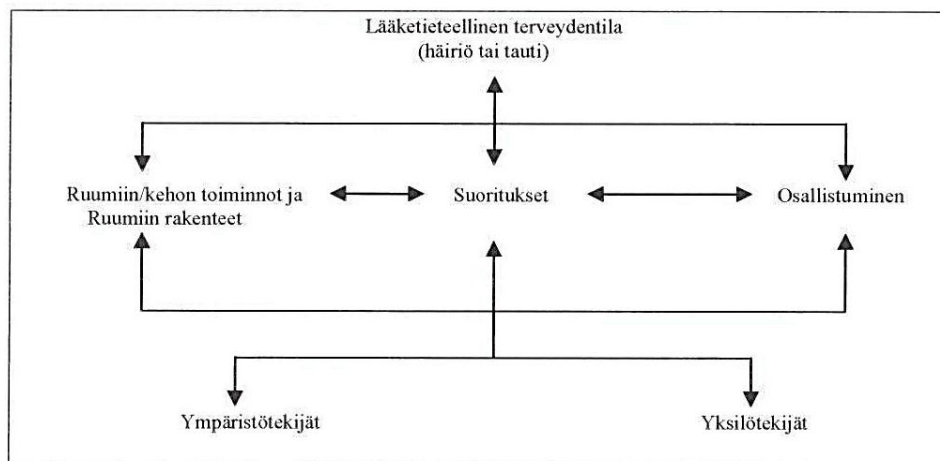 Lääketieteellinen terveydentila
(häiriö tai tauti)
Ruumiin/kehon toiminnot ja
Ruumiin rakenteet
Suoritukset
Osallistuminen
Ympäristötekijät
Yksilötekijät